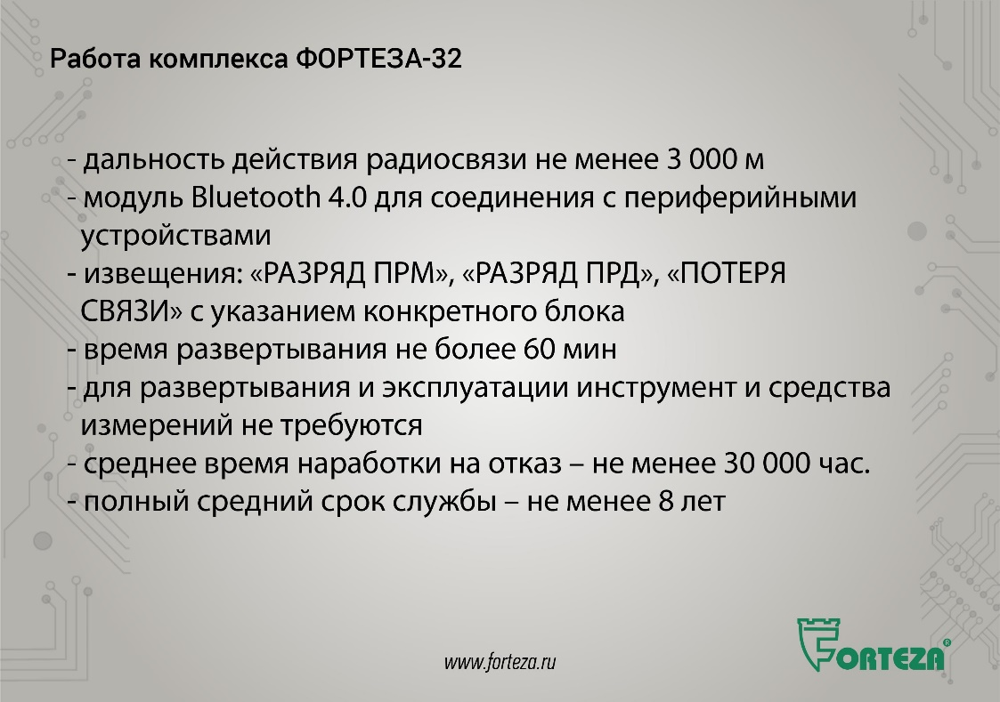 Работа комплекса ФОРТЕЗА-32
- дальность действия радиосвязи не менее 3 000 м
- модуль Bluetooth 4.0 для соединения с периферийными
устройствами
- извещения: «РАЗРЯД ПРМ», «РАЗРЯД ПРД», «ПОТЕРЯ
СВЯЗИ» с указанием конкретного блока
- время развертывания не более 60 мин
- для развертывания и эксплуатации инструмент и средства
измерений не требуются
- среднее время наработки на отказ – не менее 30 000 час.
- полный средний срок службы – не менее 8 лет
www.forteza.ru
FORTEZA®